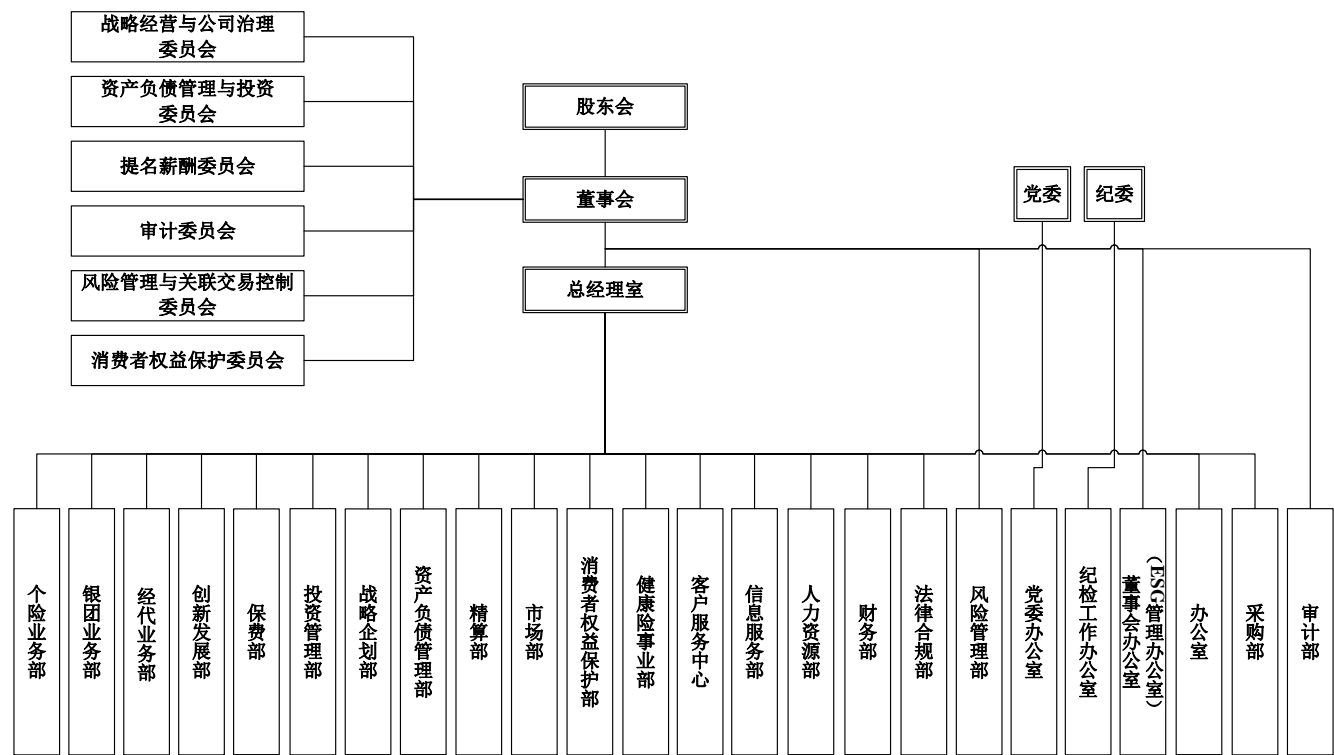 战略经营与公司治理
委员会
资产负债管理与投资
委员会
提名薪酬委员会
审计委员会
风险管理与关联交易控制
委员会
消费者权益保护委员会
股东会
董事会
总经理室
党委
纪委
个险业务部
银团业务部
经代业务部
创新发展部
保费部
投资管理部
战略企划部
资产负债管理部
精算部
市场部
消费者权益保护部
健康险事业部
客户服务中心
信息服务部
人力资源部
财务部
法律合规部
风险管理部
党委办公室
纪检工作办公室
董事会办公室
（ESG管理办公室）
办公室
采购部
审计部